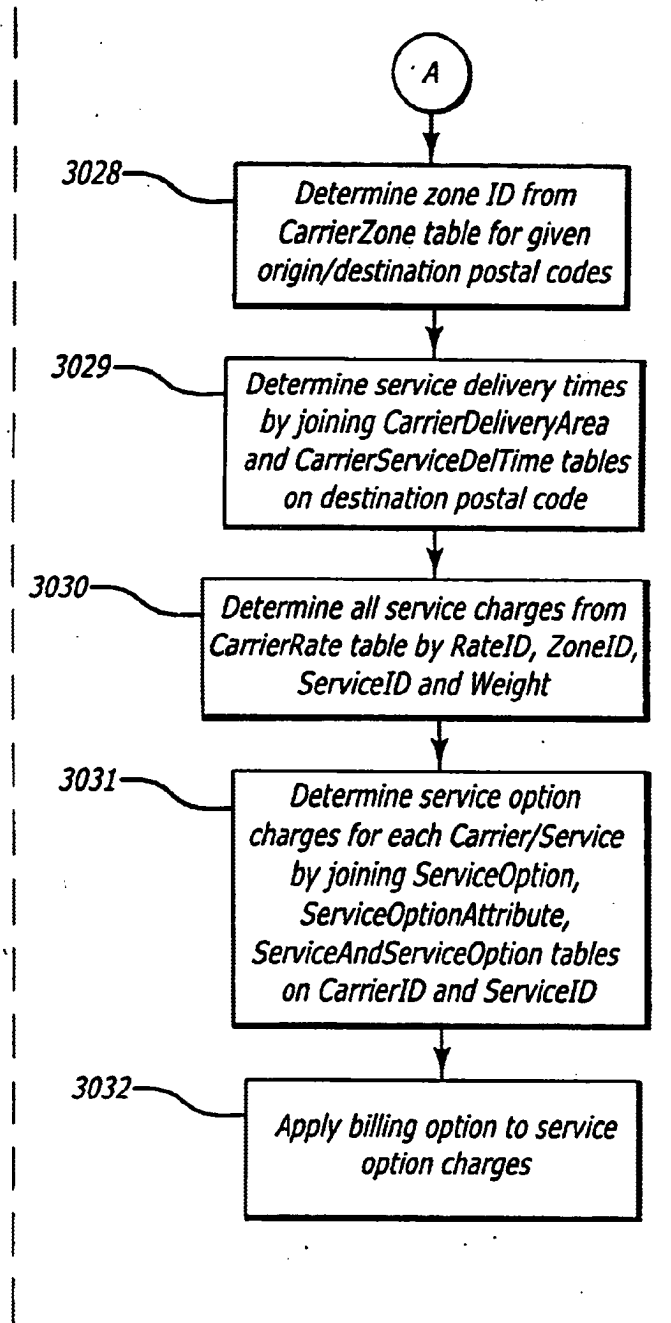 A
3028
Determine zone ID from
CarrierZone table for given
origin/destination postal codes
3029
Determine service delivery times
by joining CarrierDeliveryArea
and CarrierServiceDelTime tables
on destination postal code
3030
Determine all service charges from
CarrierRate table by RateID, ZoneID,
ServiceID and Weight
3031
Determine service option
charges for each Carrier/Service
by joining ServiceOption,
ServiceOptionAttribute,
ServiceAndServiceOption tables
on CarrierID and ServiceID
3032
Apply billing option to service
option charges